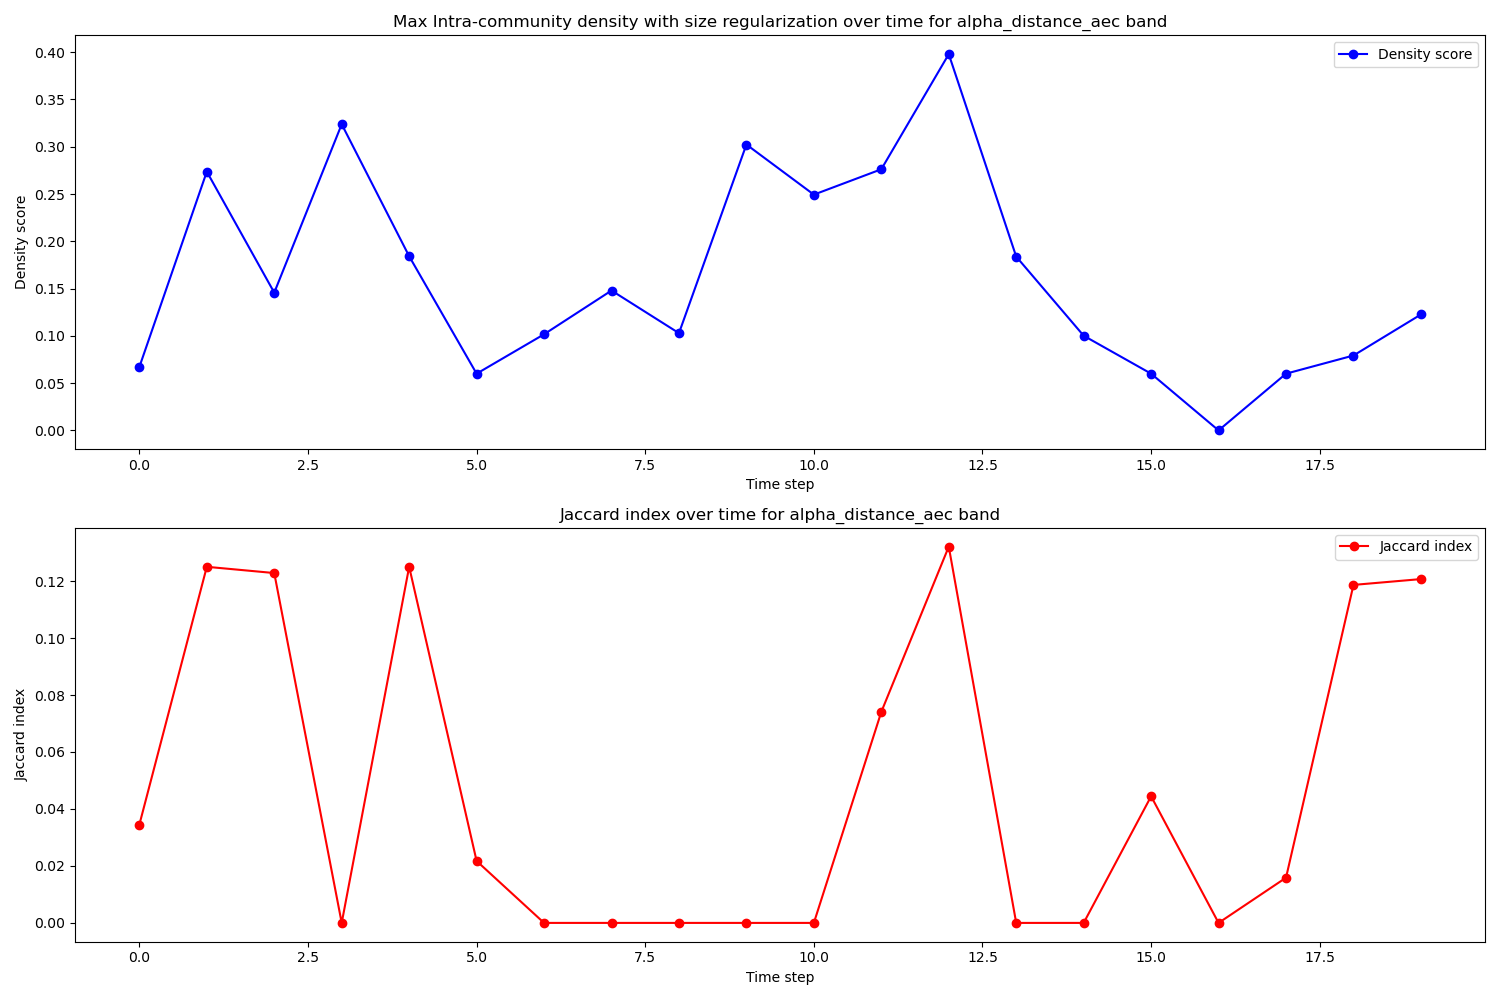 Max Intra-community density with size regularization over time for alpha_distance_aec band
Density score
0.40
0.35
0.30
0.25
0.20
0.15
0.10
0.05
0.00
Density score
0.0 2.5 5.0 7.5 10.0 12.5 15.0 17.5
Time step
Jaccard index over time for alpha_distance_aec band
Jaccard index
0.12
0.10
0.08
0.06
0.04
0.02
0.00
Jaccard index
0.0 2.5 5.0 7.5 10.0 12.5 15.0 17.5
Time step